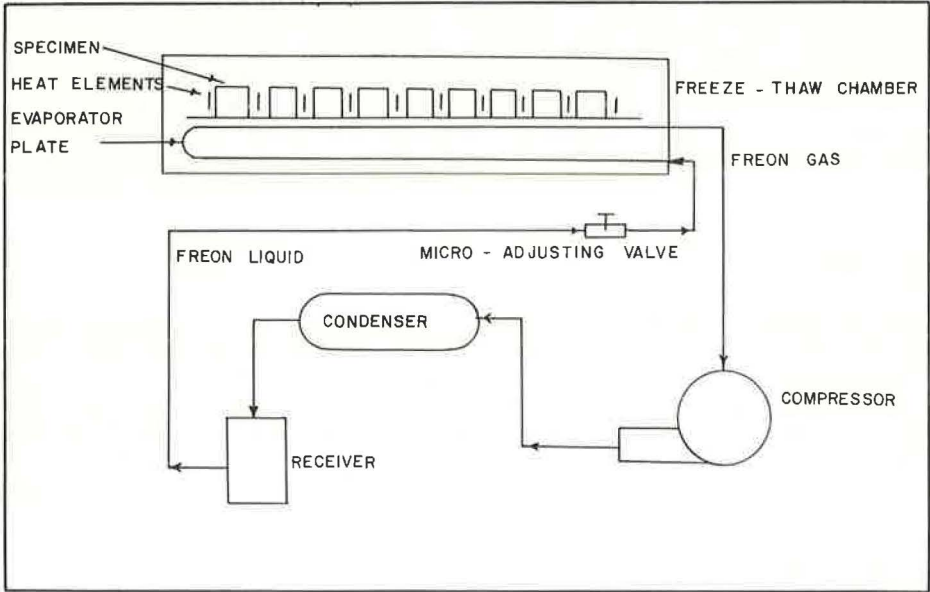 SPECIMEN
HEAT ELEMENTS
EVAPORATOR
PLATE
FREEZE - THAW CHAMBER
FREON GAS
FREON LIQUID
MICRO - ADJUSTING VALVE
CONDENSER
COMPRESSOR
RECEIVER